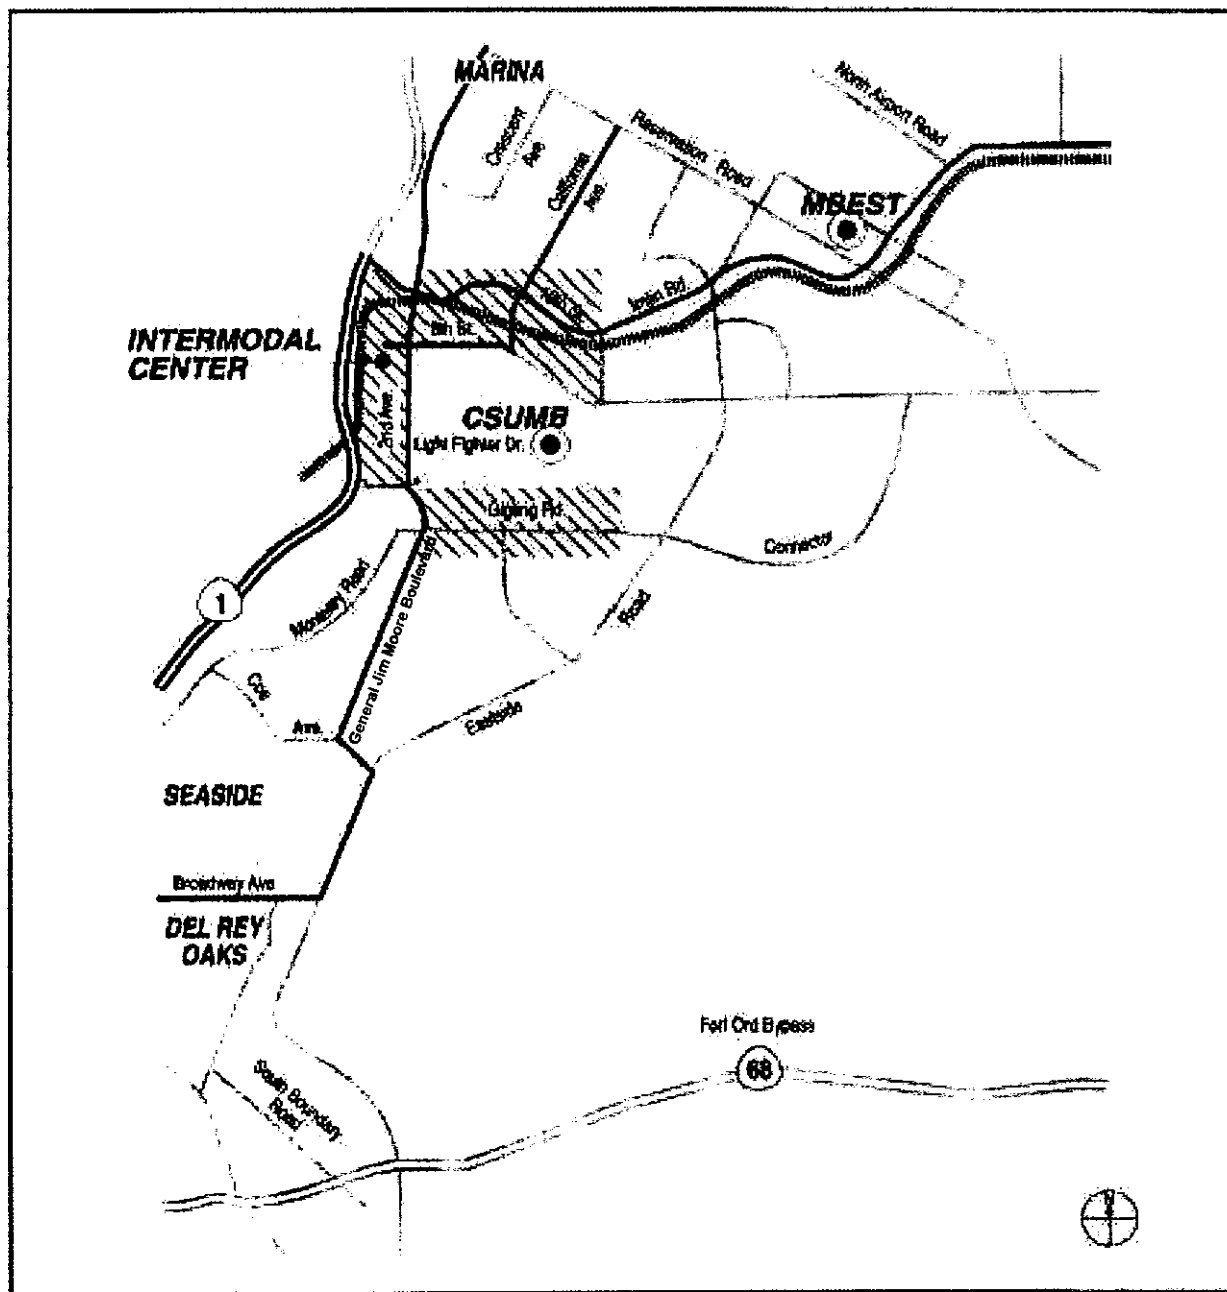 MARINA
North Airport Road
Crescent
Ave
Reservation Road
California
Ave.
MBEST
Imjin Rd.
8th St.
INTERMODAL
CENTER
2nd Ave.
CSUMB
Light Fighter Dr.
Gigling Rd.
Connector
1
Monterey Road
General Jim Moore Boulevard
Road
Coe
Ave.
Eastside
SEASIDE
Broadway Ave
DEL REY
OAKS
Fort Ord Bypass
68
South Boundary
Road
N